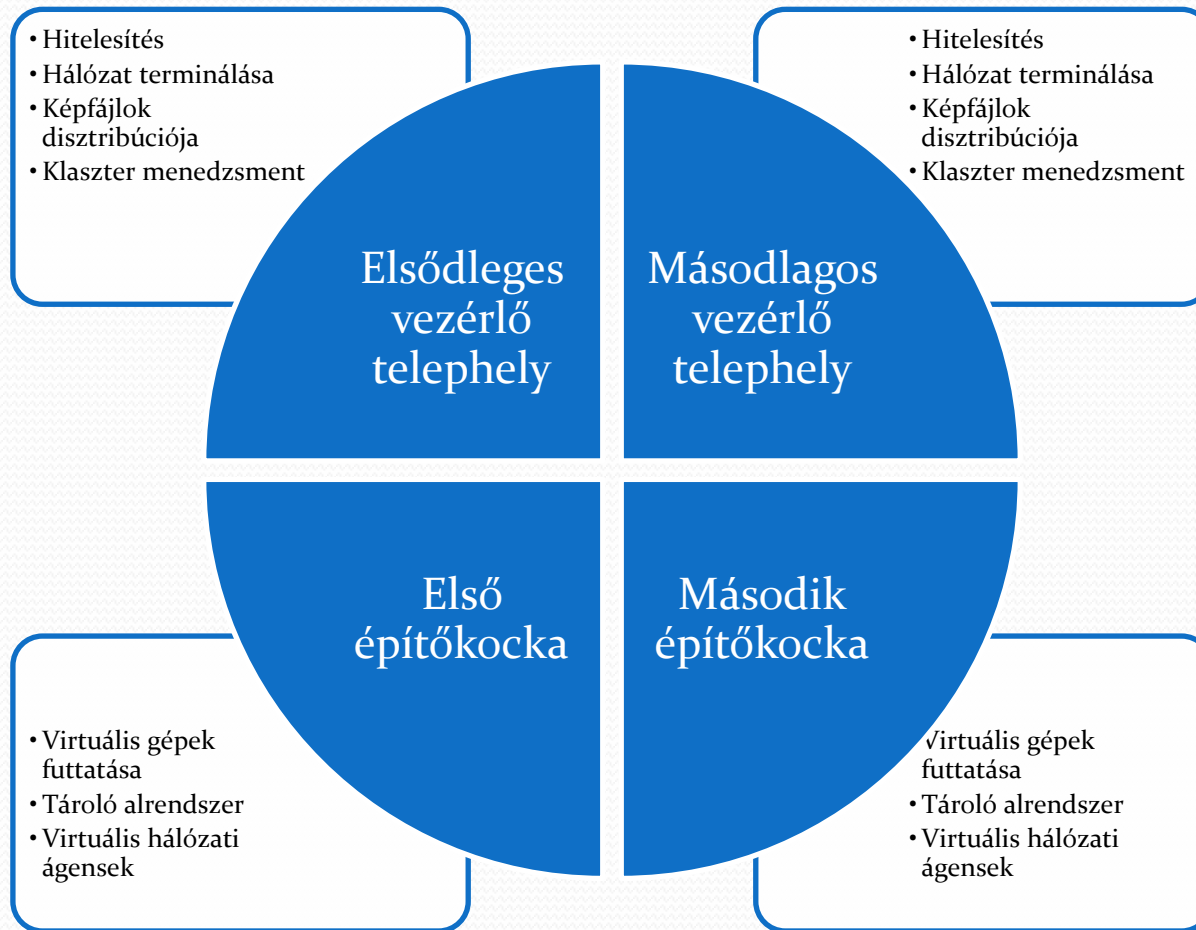 • Hitelesítés
• Hálózat terminálása
• Képfájlok
disztribúciója
• Klaszter menedzsment
• Hitelesítés
• Hálózat terminálása
• Képfájlok
disztribúciója
• Klaszter menedzsment
Elsődleges
vezérlő
telephely
Másodlagos
vezérlő
telephely
Első
építőkocka
Második
építőkocka
• Virtuális gépek
futtatása
• Tároló alrendszer
• Virtuális hálózati
ágensek
Virtuális gépek
futtatása
• Tároló alrendszer
• Virtuális hálózati
ágensek